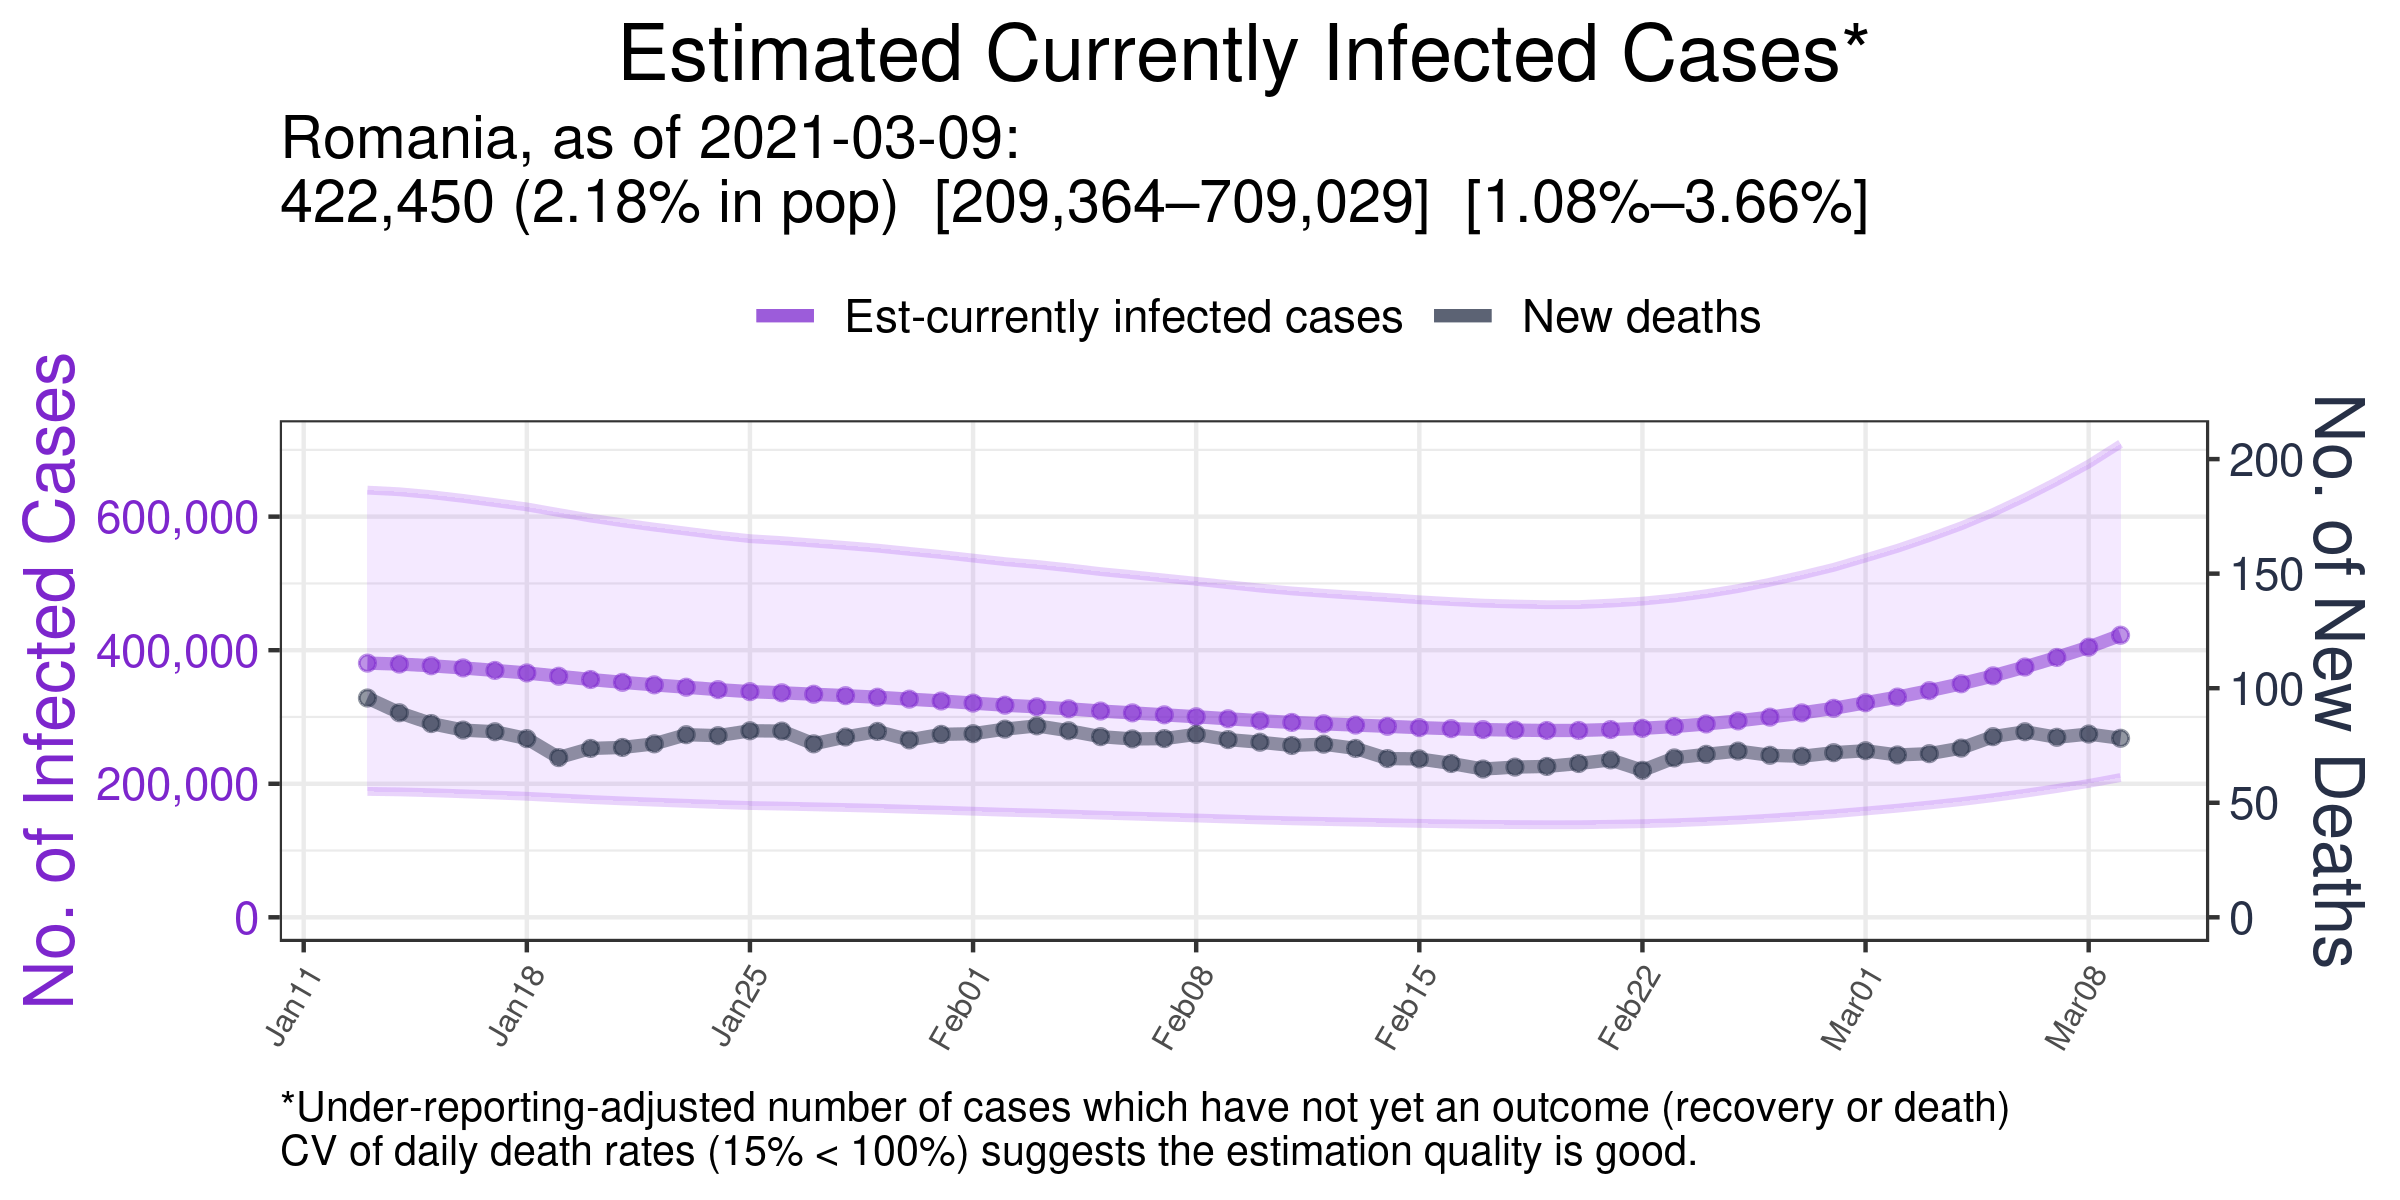 Estimated Currently Infected Cases*
Romania, as of 2021-03-09:
422,450 (2.18% in pop)  [209,364–709,029]  [1.08%–3.66%]
Est-currently infected cases
New deaths
No. of Infected Cases
600,000
400,000
200,000
0
200
150
100
50
0
No. of New Deaths
Jan11
Jan18
Jan25
Feb01
Feb08
Feb15
Feb22
Mar01
Mar08
*Under-reporting-adjusted number of cases which have not yet an outcome (recovery or death)
CV of daily death rates (15% < 100%) suggests the estimation quality is good.